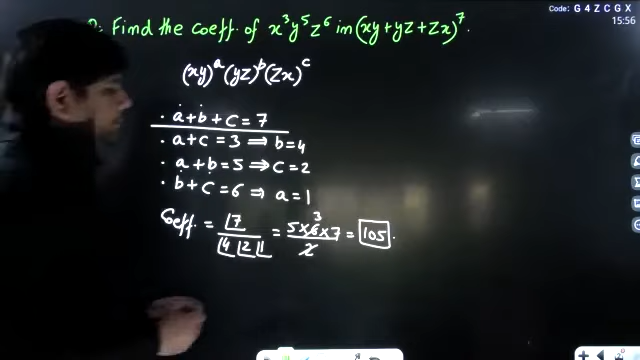 Code: G 4 Z C G X
15:56
Q: Find the coeff. of x³y⁵z⁶ in (xy+yz+zx)⁷.
(xy)ᵃ(yz)ᵇ(zx)ᶜ
. a+b+c=7
. a+c=3 ⟹ b=4
. a+b=5 ⟹ c=2
. b+c=6 ⟹ a=1
Coeff. = |7 / |4 |2 |1 = 5×6×7 / 2 = 105.
3